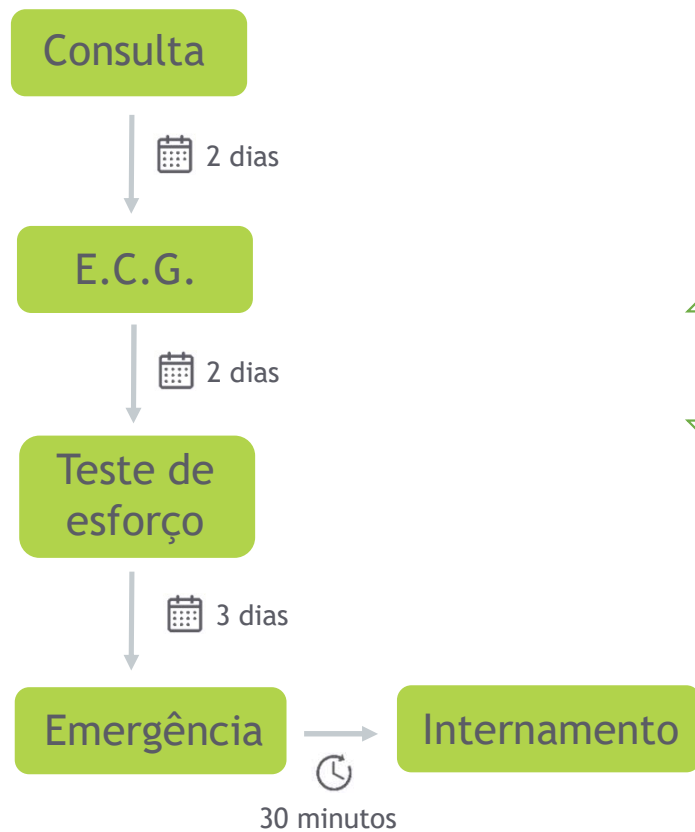 Consulta
2 dias
E.C.G.
2 dias
Teste de
esforço
3 dias
Emergência
Internamento
30 minutos